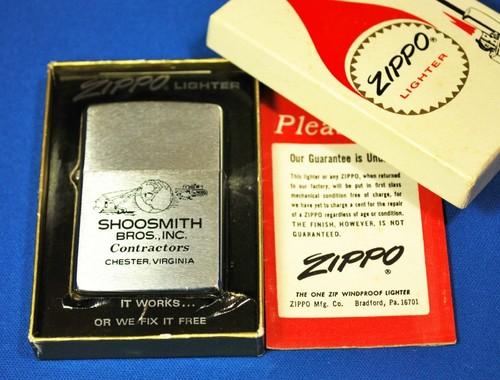 ZIPPO® LIGHTER
SHOOSMITH
BROS., INC.
Contractors
CHESTER, VIRGINIA
IT WORKS...
OR WE FIX IT FREE
ZIPPO®
LIGHTER
Our Guarantee is
This lighter or any ZIPPO, when returned
to our factory, will be put in first class
mechanical condition free of charge, for
we have yet to charge a cent for the repair
of a ZIPPO regardless of age or condition.
THE FINISH, HOWEVER, IS NOT
GUARANTEED.
ZIPPO®
THE ONE ZIP WINDPROOF LIGHTER
ZIPPO Mfg. Co. Bradford, Pa. 16701